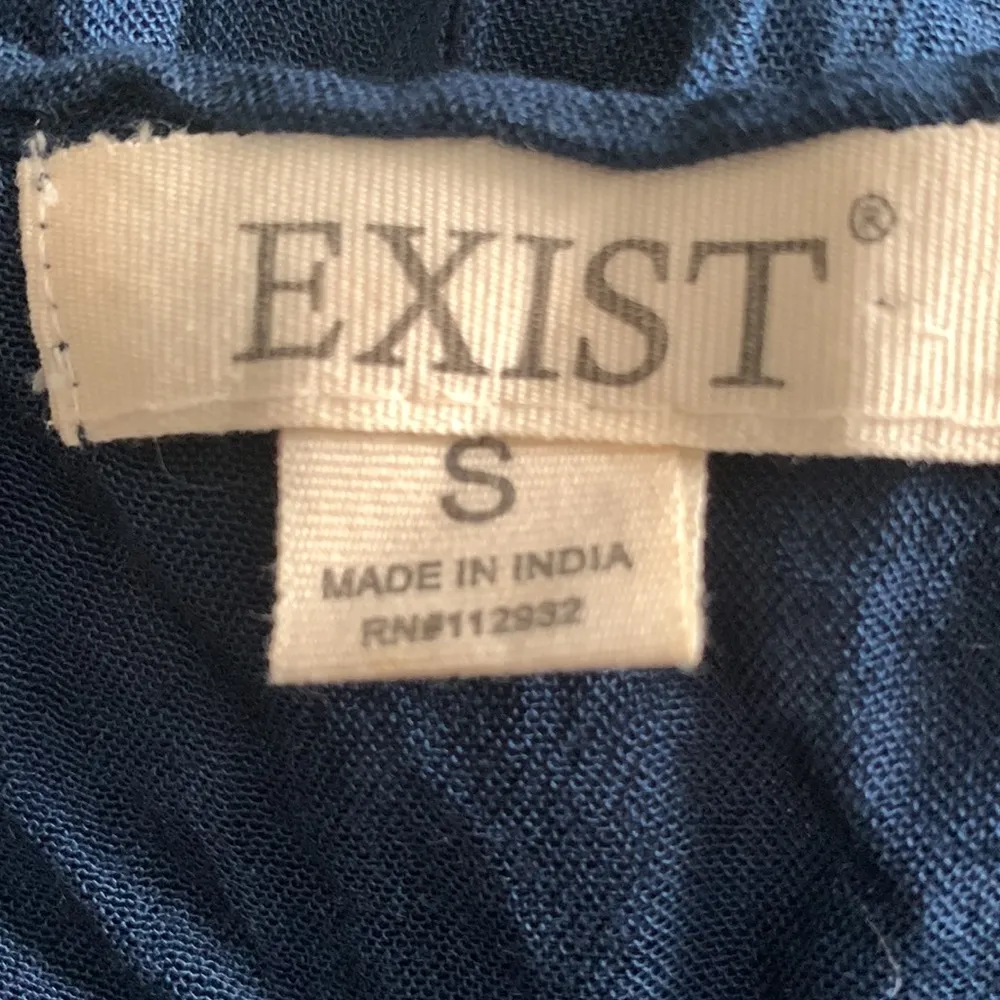 EXIST®
S
MADE IN INDIA
RN#112932